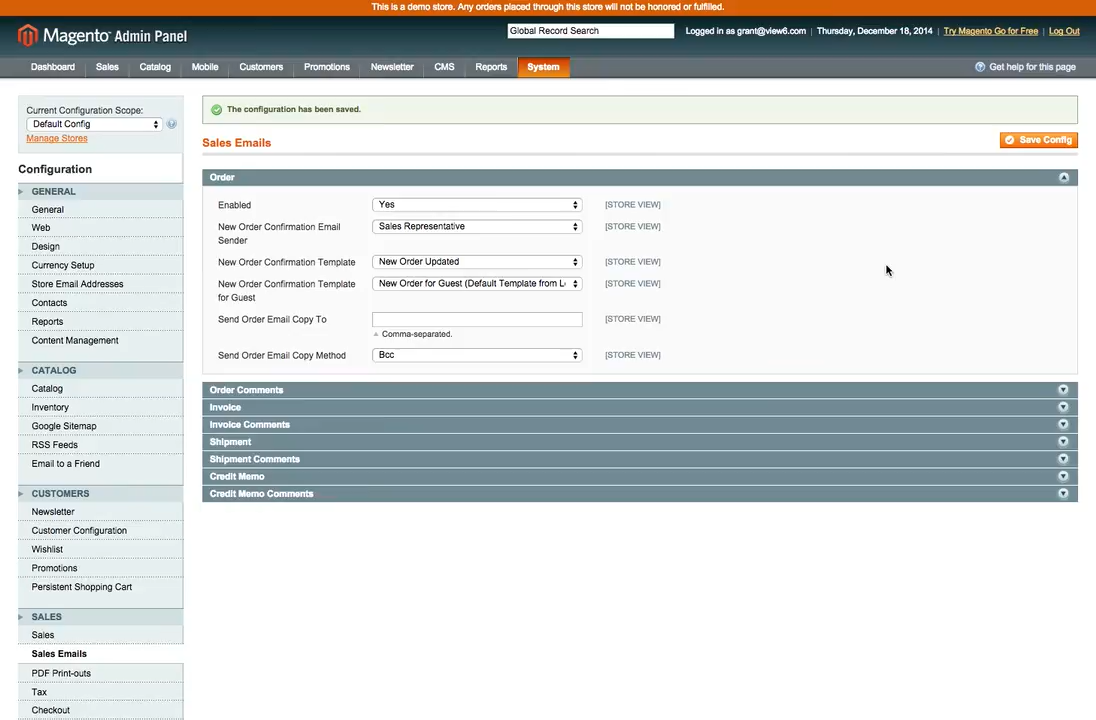 This is a demo store. Any orders placed through this store will not be honored or fulfilled.
Magento Admin Panel
Global Record Search
Logged in as grant@view6.com | Thursday, December 18, 2014 | Try Magento Go for Free | Log Out
Dashboard Sales Catalog Mobile Customers Promotions Newsletter CMS Reports System Get help for this page
Current Configuration Scope:
Default Config
Manage Stores
Configuration
GENERAL
General
Web
Design
Currency Setup
Store Email Addresses
Contacts
Reports
Content Management
CATALOG
Catalog
Inventory
Google Sitemap
RSS Feeds
Email to a Friend
CUSTOMERS
Newsletter
Customer Configuration
Wishlist
Promotions
Persistent Shopping Cart
SALES
Sales
Sales Emails
PDF Print-outs
Tax
Checkout
The configuration has been saved.
Sales Emails
Save Config
Order
Enabled Yes [STORE VIEW]
New Order Confirmation Email Sender Sales Representative [STORE VIEW]
New Order Confirmation Template New Order Updated [STORE VIEW]
New Order Confirmation Template for Guest New Order for Guest (Default Template from L [STORE VIEW]
Send Order Email Copy To [STORE VIEW]
Comma-separated.
Send Order Email Copy Method Bcc [STORE VIEW]
Order Comments
Invoice
Invoice Comments
Shipment
Shipment Comments
Credit Memo
Credit Memo Comments